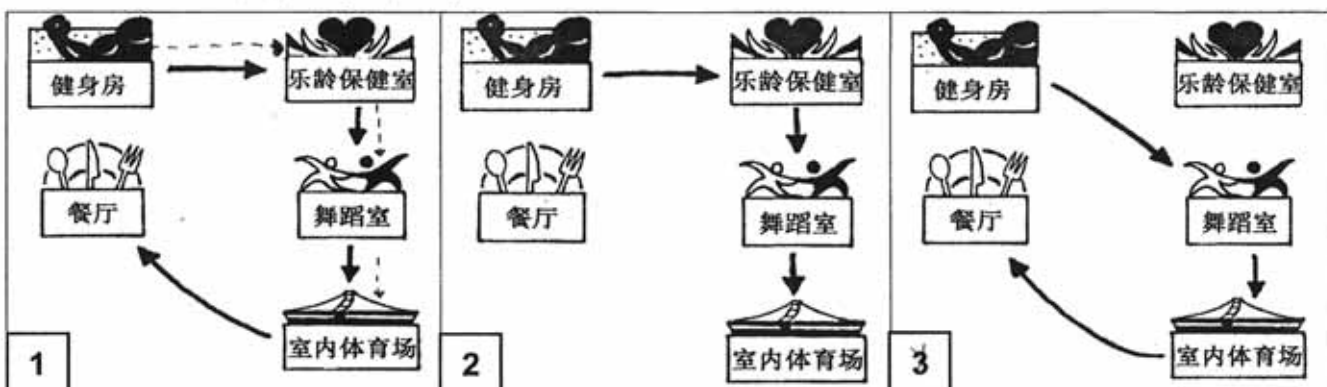 健身房
乐龄保健室
餐厅
舞蹈室
室内体育场
1
健身房
乐龄保健室
餐厅
舞蹈室
室内体育场
2
健身房
乐龄保健室
餐厅
舞蹈室
室内体育场
3